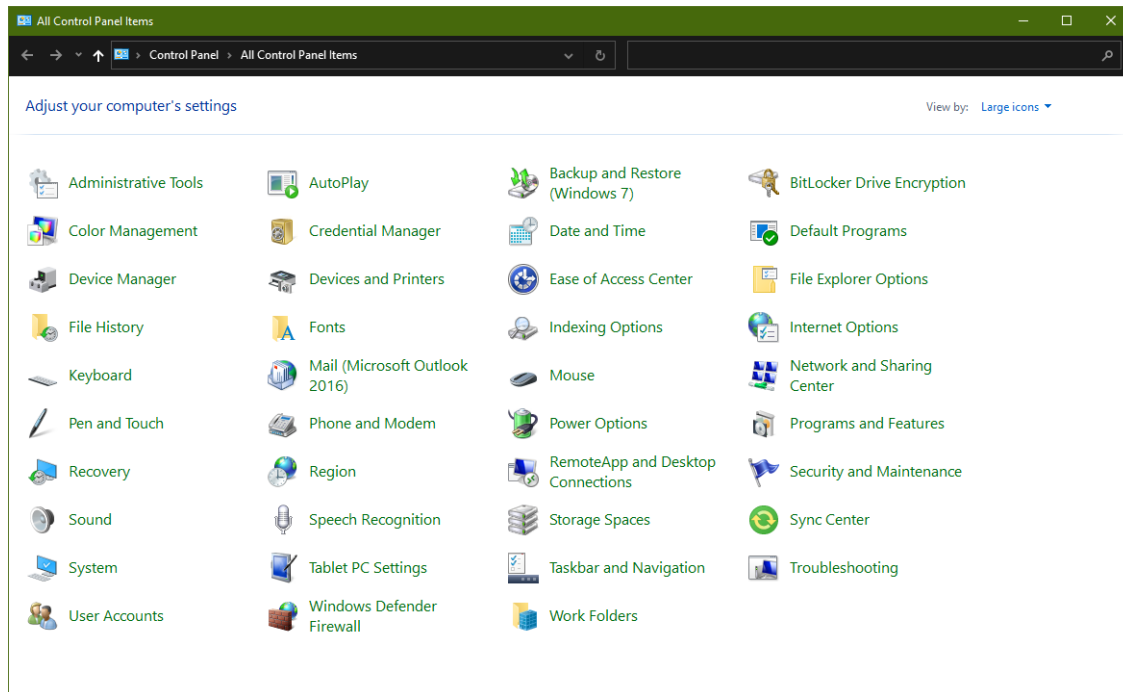 All Control Panel Items
Control Panel › All Control Panel Items
Adjust your computer's settings
View by: Large icons
Administrative Tools
AutoPlay
Backup and Restore
(Windows 7)
BitLocker Drive Encryption
Color Management
Credential Manager
Date and Time
Default Programs
Device Manager
Devices and Printers
Ease of Access Center
File Explorer Options
File History
Fonts
Indexing Options
Internet Options
Keyboard
Mail (Microsoft Outlook
2016)
Mouse
Network and Sharing
Center
Pen and Touch
Phone and Modem
Power Options
Programs and Features
Recovery
Region
RemoteApp and Desktop
Connections
Security and Maintenance
Sound
Speech Recognition
Storage Spaces
Sync Center
System
Tablet PC Settings
Taskbar and Navigation
Troubleshooting
User Accounts
Windows Defender
Firewall
Work Folders